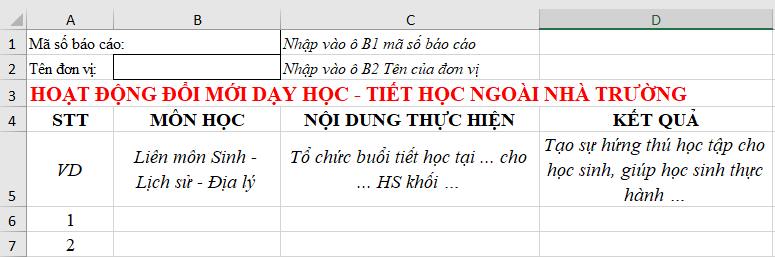 A B C D
1 Mã số báo cáo: Nhập vào ô B1 mã số báo cáo
2 Tên đơn vị: Nhập vào ô B2 Tên của đơn vị
3 HOẠT ĐỘNG ĐỔI MỚI DẠY HỌC - TIẾT HỌC NGOÀI NHÀ TRƯỜNG
4 STT MÔN HỌC NỘI DUNG THỰC HIỆN KẾT QUẢ
5 VD
Liên môn Sinh -
Lịch sử - Địa lý
Tổ chức buổi tiết học tại ... cho
... HS khối ...
Tạo sự hứng thú học tập cho
học sinh, giúp học sinh thực
hành ...
6 1
7 2